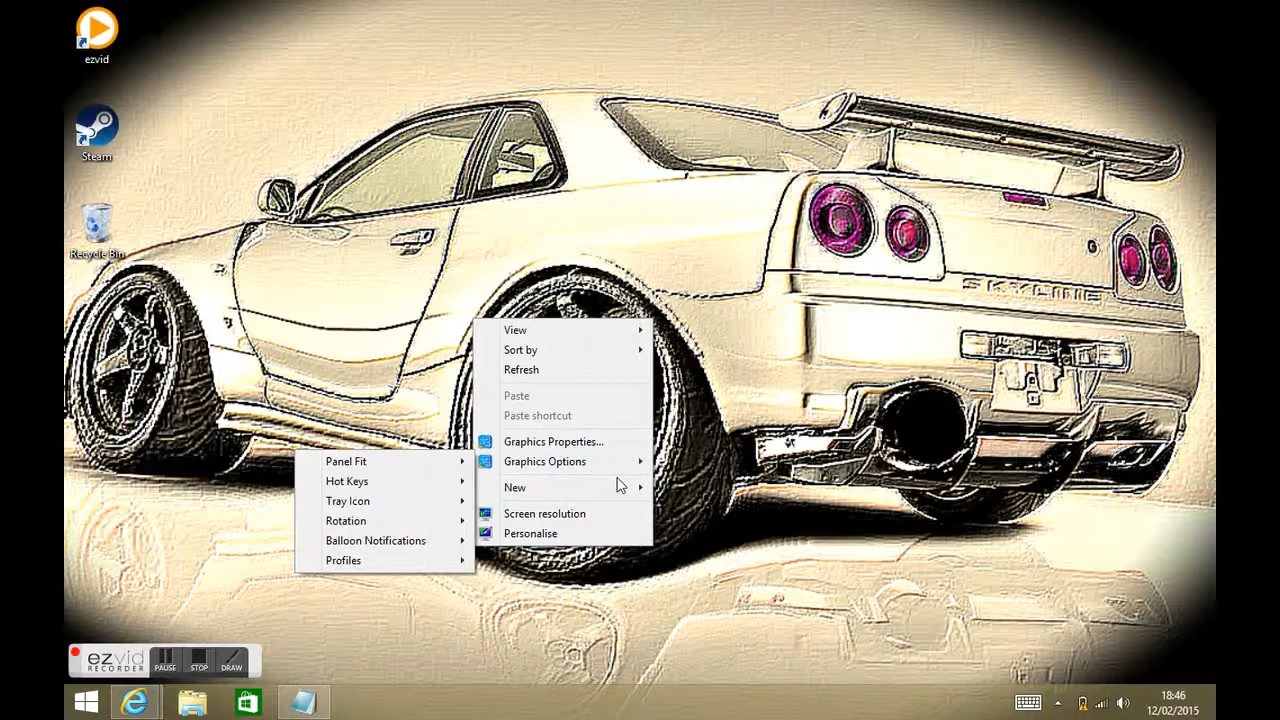 ezvid
Steam
Recycle Bin
SKYLINE
View
Sort by
Refresh
Paste
Paste shortcut
Graphics Properties...
Graphics Options
New
Screen resolution
Personalise
Panel Fit
Hot Keys
Tray Icon
Rotation
Balloon Notifications
Profiles
ezvid
RECORDER
PAUSE
STOP
DRAW
18:46
12/02/2015